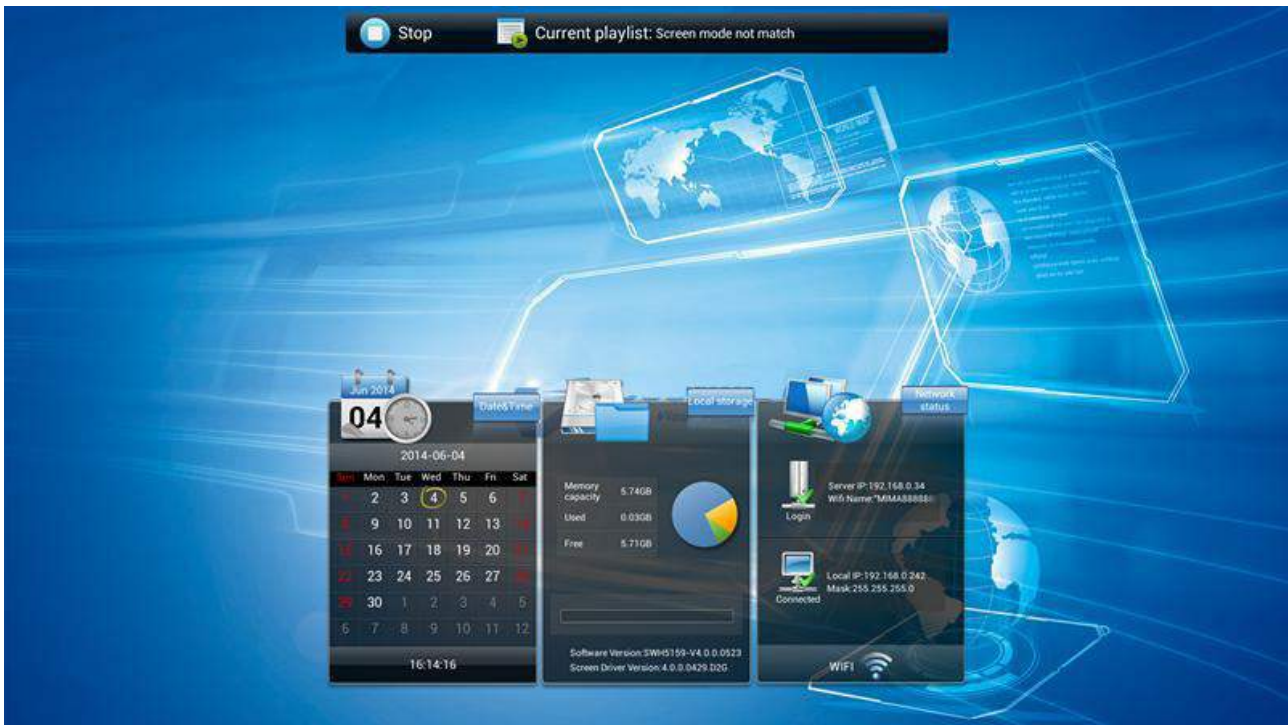 Stop
Current playlist: Screen mode not match
Jun 2014
04
Date&Time
2014-06-04
Sun Mon Tue Wed Thu Fri Sat
1 2 3 4 5 6 7
8 9 10 11 12 13 14
15 16 17 18 19 20 21
22 23 24 25 26 27 28
29 30 1 2 3 4 5
6 7 8 9 10 11 12
16:14:16
Local storage
Memory
capacity 5.74GB
Used 0.03GB
Free 5.71GB
Software Version:SWH5159-V4.0.0.0523
Screen Driver Version:4.0.0.0429.D2G
Network
status
Server IP:192.168.0.34
Wifi Name:"MIMA88888
Login
Local IP:192.168.0.242
Mask:255.255.255.0
Connected
WIFI
WORLD MAP